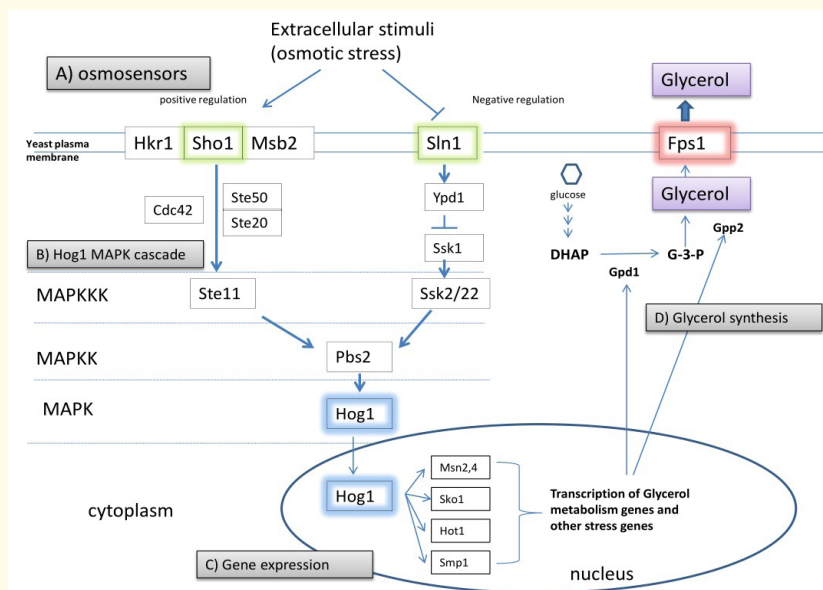 Extracellular stimuli
(osmotic stress)
A) osmosensors
positive regulation
Negative regulation
Glycerol
Yeast plasma
membrane
Hkr1
Sho1
Msb2
Sln1
Fps1
Cdc42
Ste50
Ste20
Ypd1
glucose
Glycerol
Gpp2
B) Hog1 MAPK cascade
Ssk1
DHAP
G-3-P
Gpd1
MAPKKK
Ste11
Ssk2/22
D) Glycerol synthesis
MAPKK
Pbs2
MAPK
Hog1
cytoplasm
Hog1
Msn2,4
Sko1
Hot1
Smp1
Transcription of Glycerol
metabolism genes and
other stress genes
C) Gene expression
nucleus